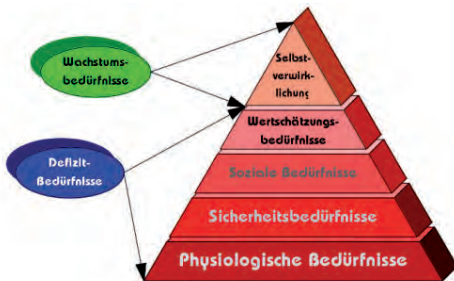 Wachstums-
bedürfnisse
Defizit-
Bedürfnisse
Selbst-
verwirk-
lichung
Wertschätzungs-
bedürfnisse
Soziale Bedürfnisse
Sicherheitsbedürfnisse
Physiologische Bedürfnisse